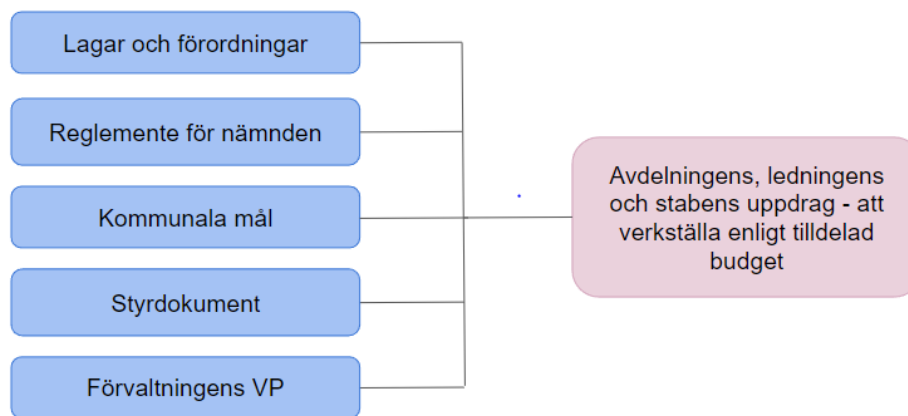 Lagar och förordningar
Reglemente för nämnden
Kommunala mål
Styrdokument
Förvaltningens VP
Avdelningens, ledningens
och stabens uppdrag - att
verkställa enligt tilldelad
budget